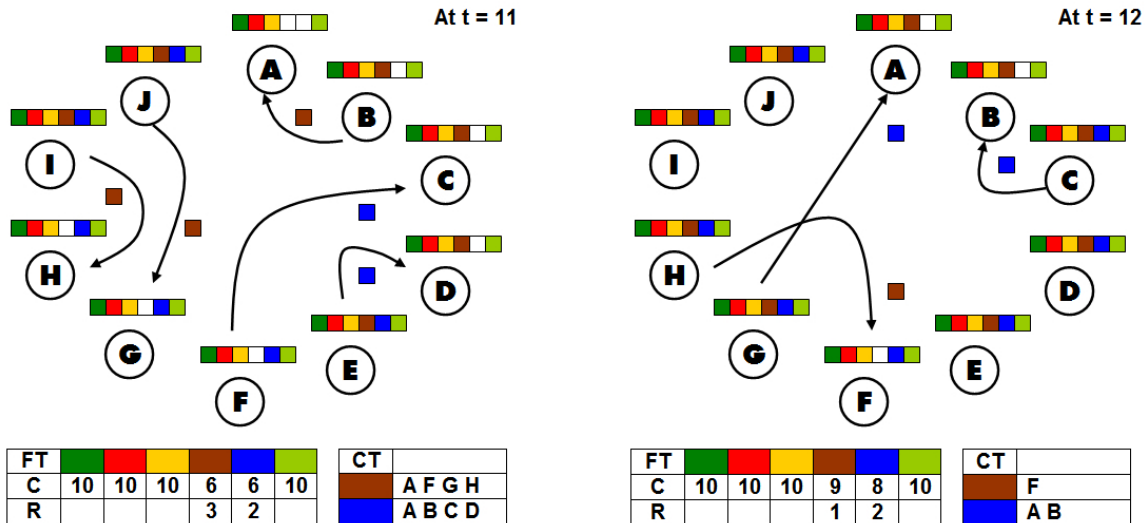 At t = 11
A
B
J
C
I
D
H
G
E
F
FT
C 10 10 10 6 6 10
R 3 2
CT
A F G H
A B C D
At t = 12
A
J
B
I
C
H
D
G
E
F
FT
C 10 10 10 9 8 10
R 1 2
CT
F
A B